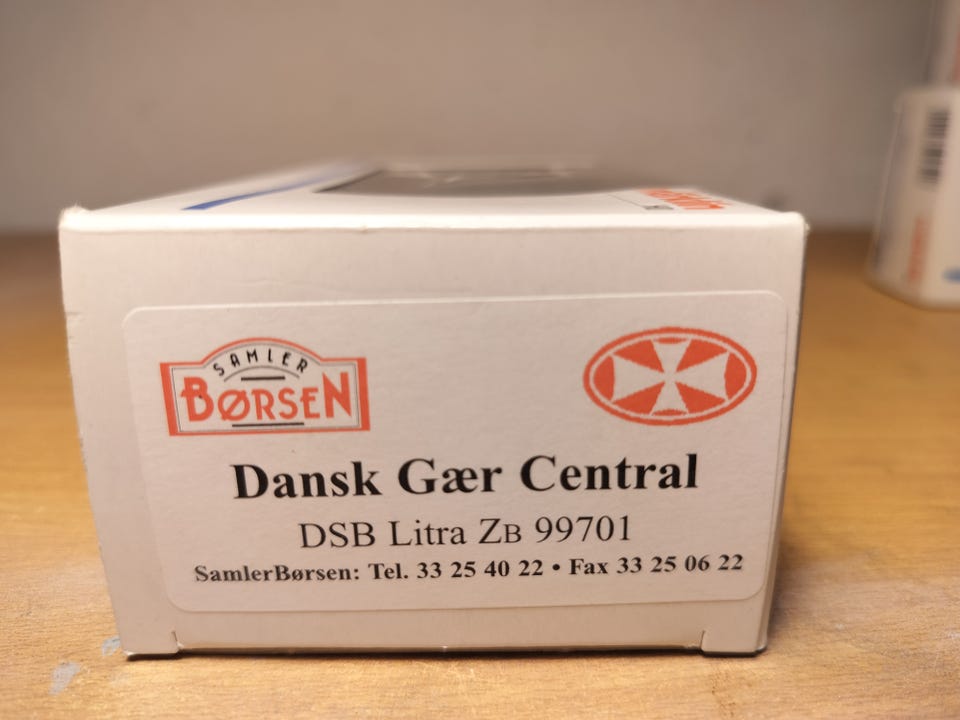 SAMLER
BØRSEN
Dansk Gær Central
DSB Litra ZB 99701
SamlerBørsen: Tel. 33 25 40 22 • Fax 33 25 06 22